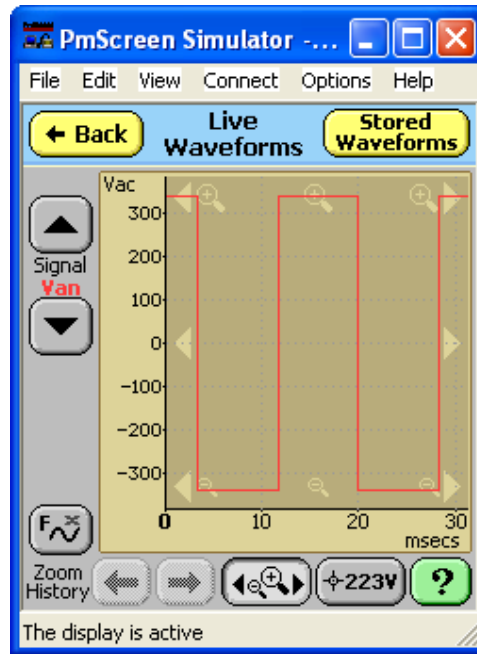 PmScreen Simulator -...
File Edit View Connect Options Help
Back
Live
Waveforms
Stored
Waveforms
Vac
300
200
100
0
-100
-200
-300
0 10 20 30
msecs
Signal
Van
F
Zoom
History
223V
?
The display is active